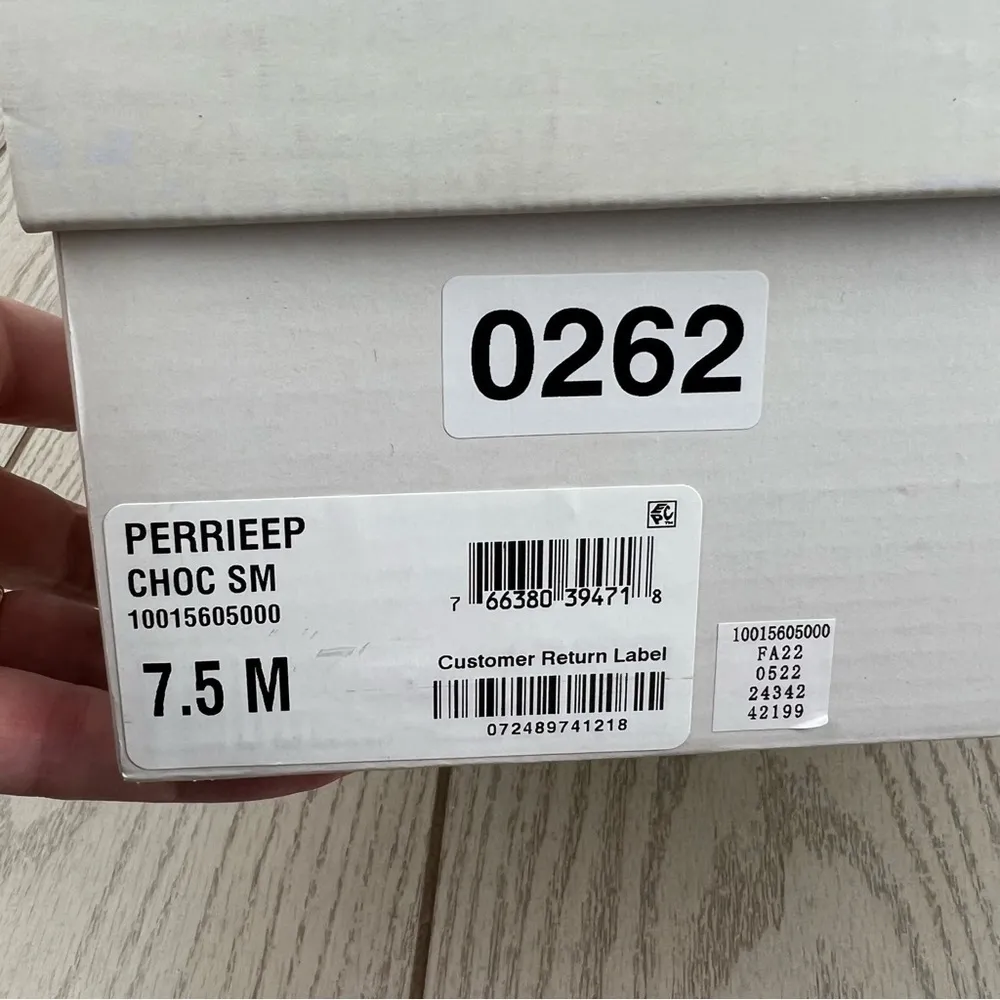 0262
PERRIEEP
CHOC SM
10015605000
7.5 M
EPC
7 66380 39471 8
Customer Return Label
072489741218
10015605000
FA22
0522
24342
42199